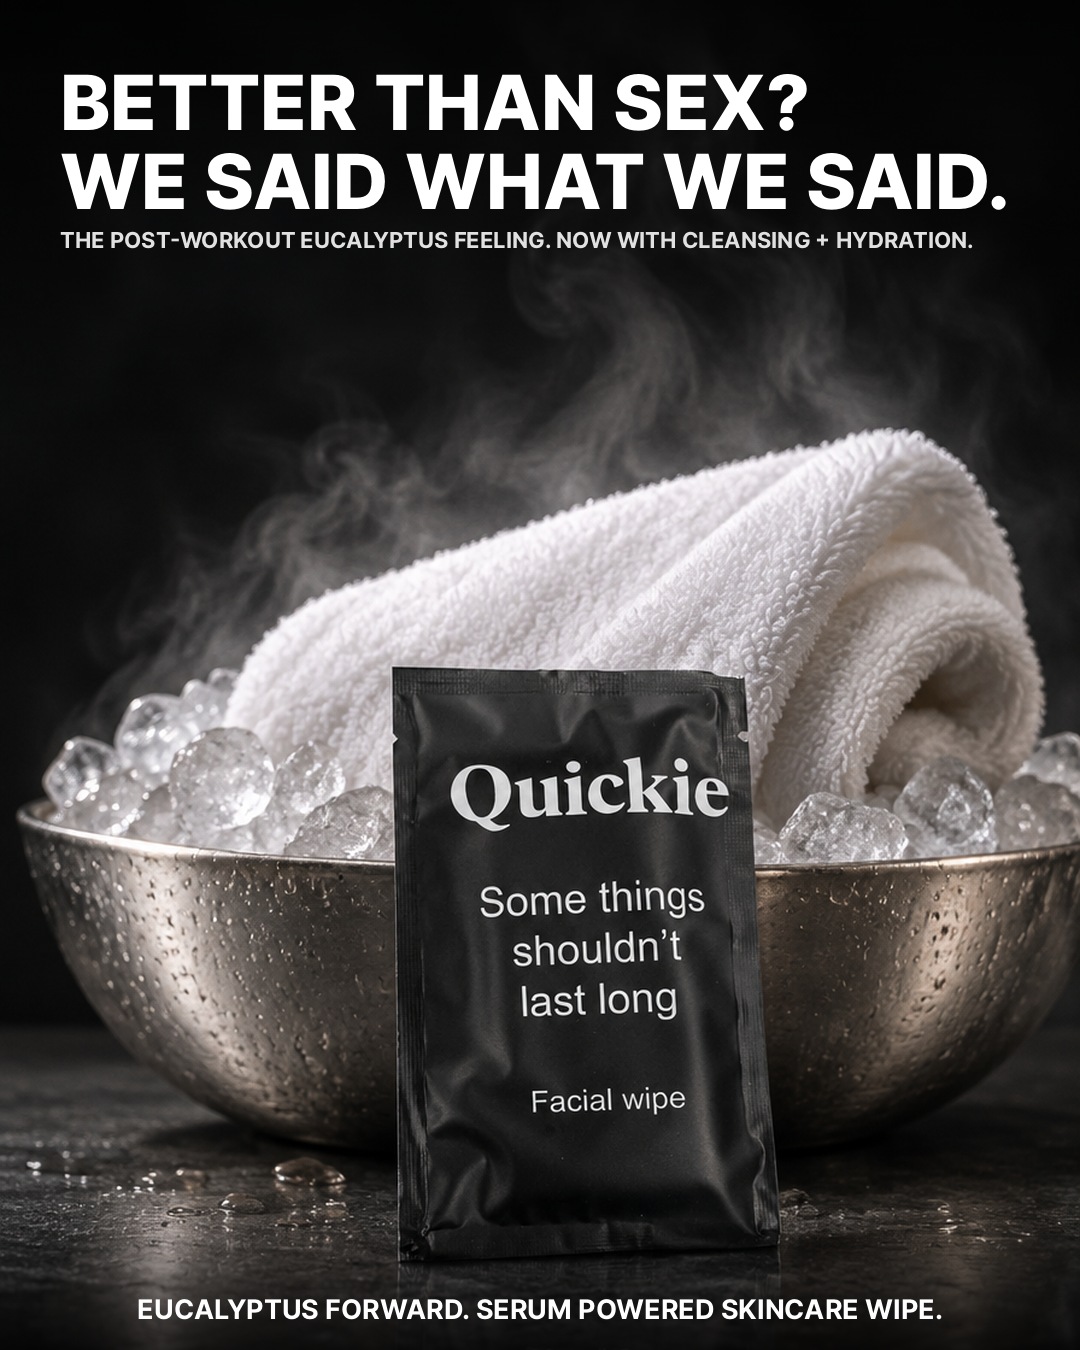 BETTER THAN SEX?
WE SAID WHAT WE SAID.
THE POST-WORKOUT EUCALYPTUS FEELING. NOW WITH CLEANSING + HYDRATION.
Quickie
Some things
shouldn’t
last long
Facial wipe
EUCALYPTUS FORWARD. SERUM POWERED SKINCARE WIPE.